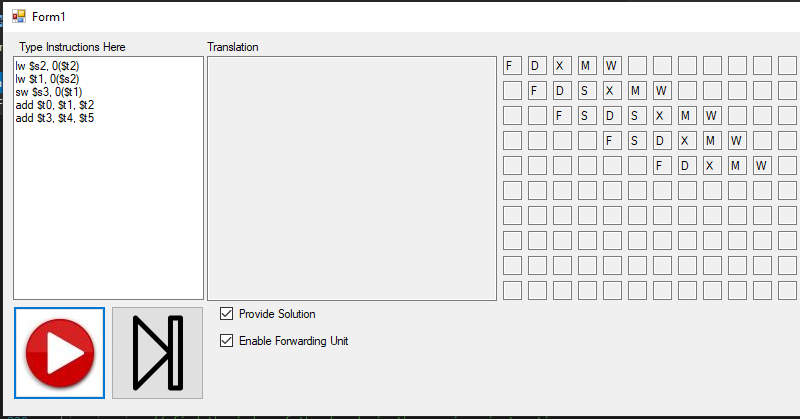 Form1
Type Instructions Here
Translation
lw $s2, 0($t2)
lw $t1, 0($s2)
sw $s3, 0($t1)
add $t0, $t1, $t2
add $t3, $t4, $t5
F D X M W
F D S X M W
F S D S X M W
F S D X M W
F D X M W
Provide Solution
Enable Forwarding Unit